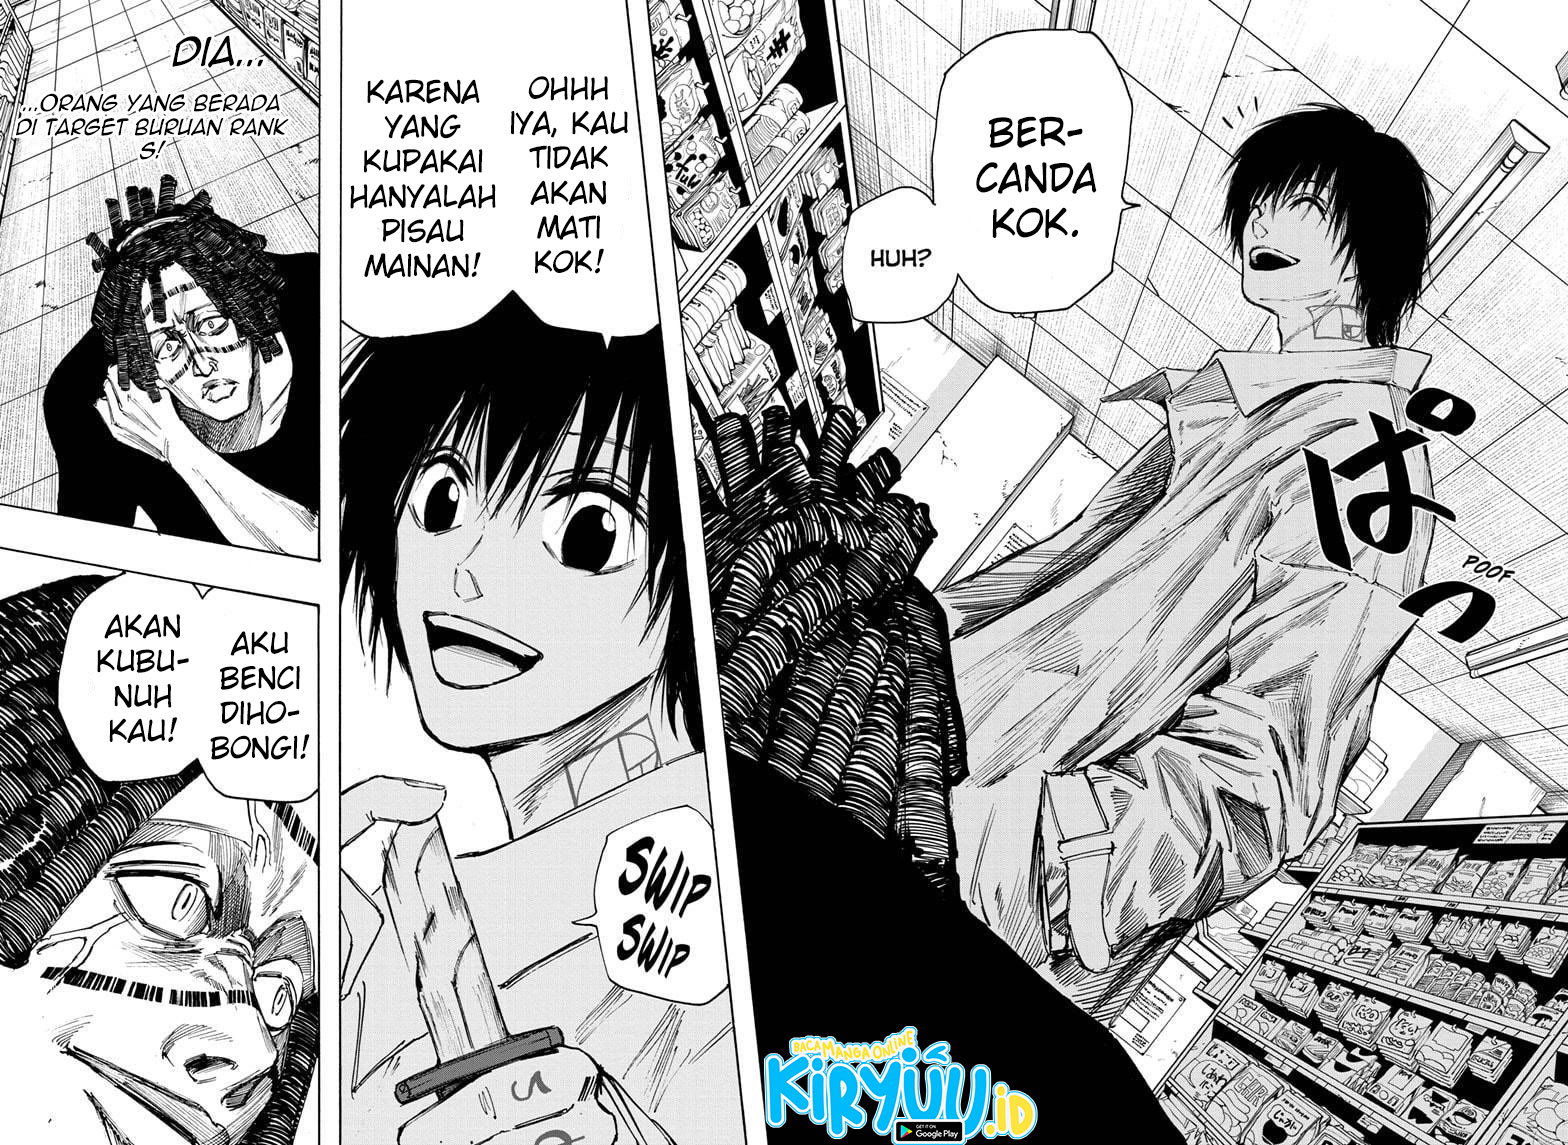 BER-
CANDA
KOK.
HUH?
ぱっ
POOF
OHHH
IYA, KAU
TIDAK
AKAN
MATI
KOK!
KARENA
YANG
KUPAKAI
HANYALAH
PISAU
MAINAN!
SWIP
SWIP
DIA...
...ORANG YANG BERADA
DI TARGET BURUAN RANK
S!
AKU
BENCI
DIHO-
BONGI!
AKAN
KUBU-
NUH
KAU!
BACA MANGA ONLINE
KIRYUU.iD
GET IT ON
Google Play